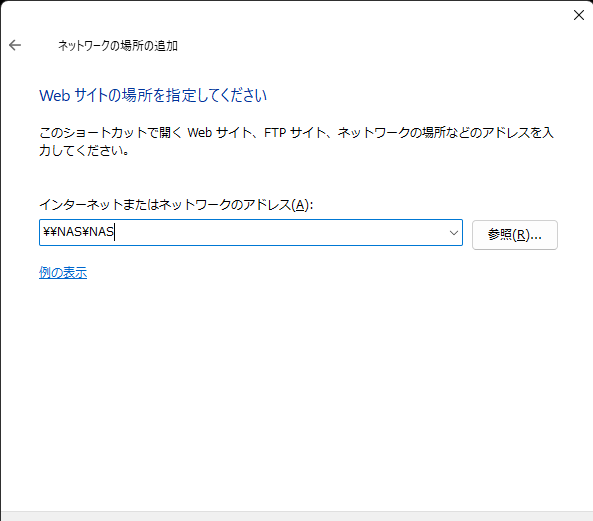 ネットワークの場所の追加
Web サイトの場所を指定してください
このショートカットで開く Web サイト、FTP サイト、ネットワークの場所などのアドレスを入
力してください。
インターネットまたはネットワークのアドレス(A):
¥¥NAS¥NAS
参照(R)...
例の表示